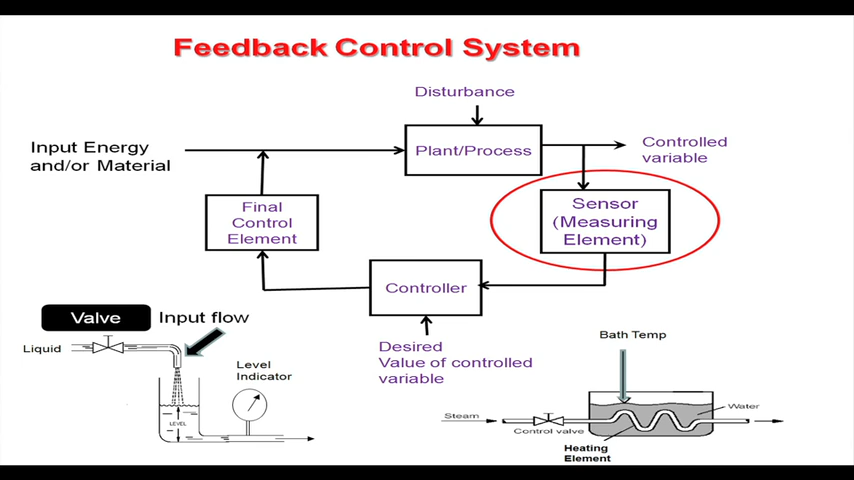 Feedback Control System
Disturbance
Input Energy
and/or Material
Plant/Process
Controlled
variable
Final
Control
Element
Sensor
(Measuring
Element)
Controller
Desired
Value of controlled
variable
Valve
Input flow
Liquid
Level
Indicator
LEVEL
Bath Temp
Steam
Control valve
Water
Heating
Element